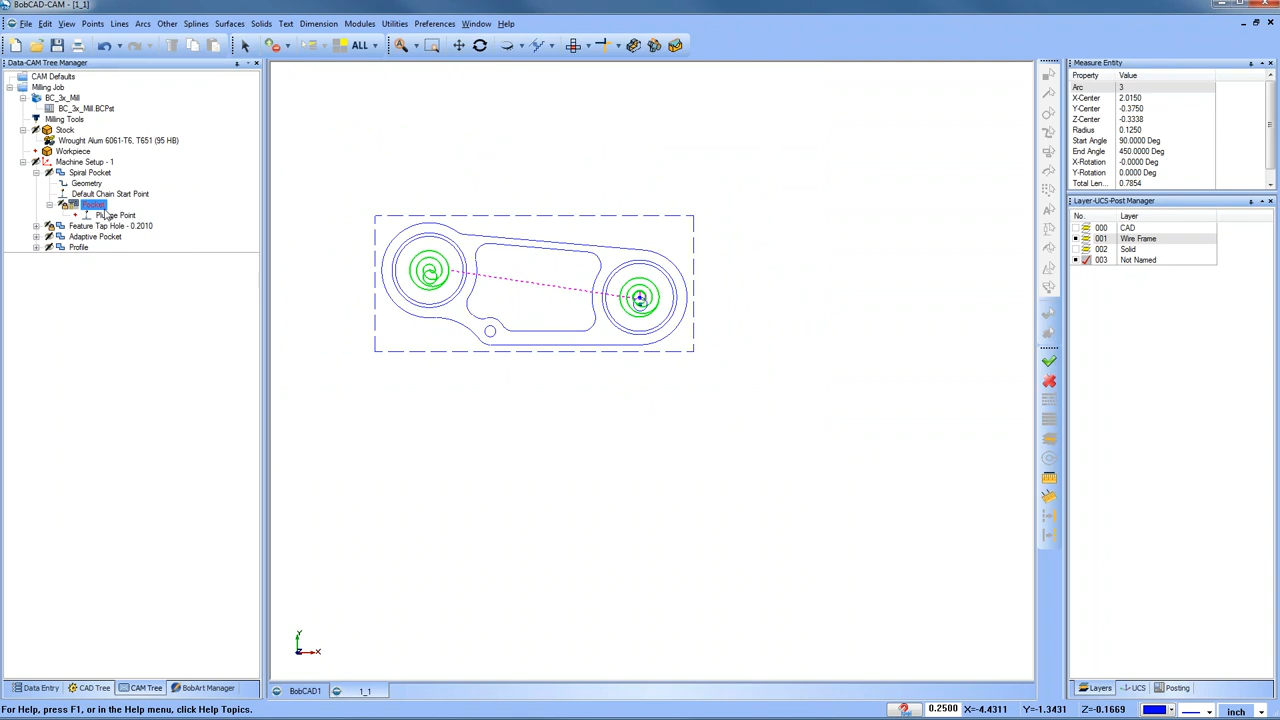 BobCAD-CAM - [1_1]
File Edit View Points Lines Arcs Other Splines Surfaces Solids Text Dimension Modules Utilities Preferences Window Help
ALL
Data-CAM Tree Manager
CAM Defaults
Milling Job
BC_3x_Mill
BC_3x_Mill.BCPst
Milling Tools
Stock
Wrought Alum 6061-T6, T651 (95 HB)
Workpiece
Machine Setup - 1
Spiral Pocket
Geometry
Default Chain Start Point
Pocket
Plunge Point
Feature Tap Hole - 0.2010
Adaptive Pocket
Profile
Y
Z X
Measure Entity
Property Value
Arc 3
X-Center 2.0150
Y-Center -0.3750
Z-Center -0.3338
Radius 0.1250
Start Angle 90.0000 Deg
End Angle 450.0000 Deg
X-Rotation -0.0000 Deg
Y-Rotation 0.0000 Deg
Total Len... 0.7854
Layer-UCS-Post Manager
No. Layer
000 CAD
001 Wire Frame
002 Solid
003 Not Named
Data Entry CAD Tree CAM Tree BobArt Manager
BobCAD1 1_1
Layers UCS Posting
For Help, press F1, or in the Help menu, click Help Topics.
0.2500 X=-4.4311 Y=-1.3431 Z=-0.1669 inch